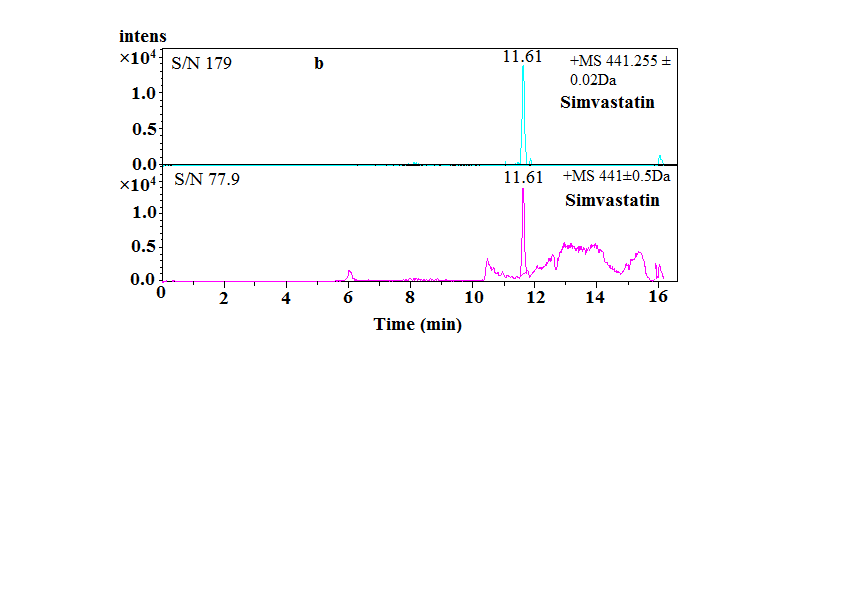 intens
×10⁴
S/N 179
b
11.61
+MS 441.255 ±
0.02Da
Simvastatin
1.0
0.5
0.0
×10⁴
S/N 77.9
11.61
+MS 441±0.5Da
Simvastatin
1.0
0.5
0.0
0 2 4 6 8 10 12 14 16
Time (min)